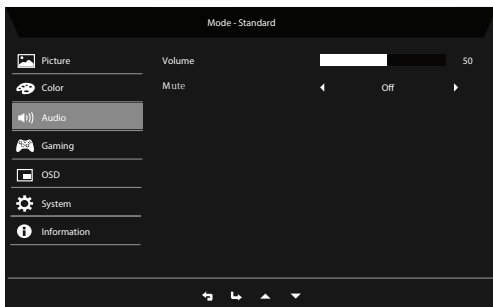 Mode - Standard
Picture
Volume 50
Color
Mute Off
Audio
Gaming
OSD
System
Information